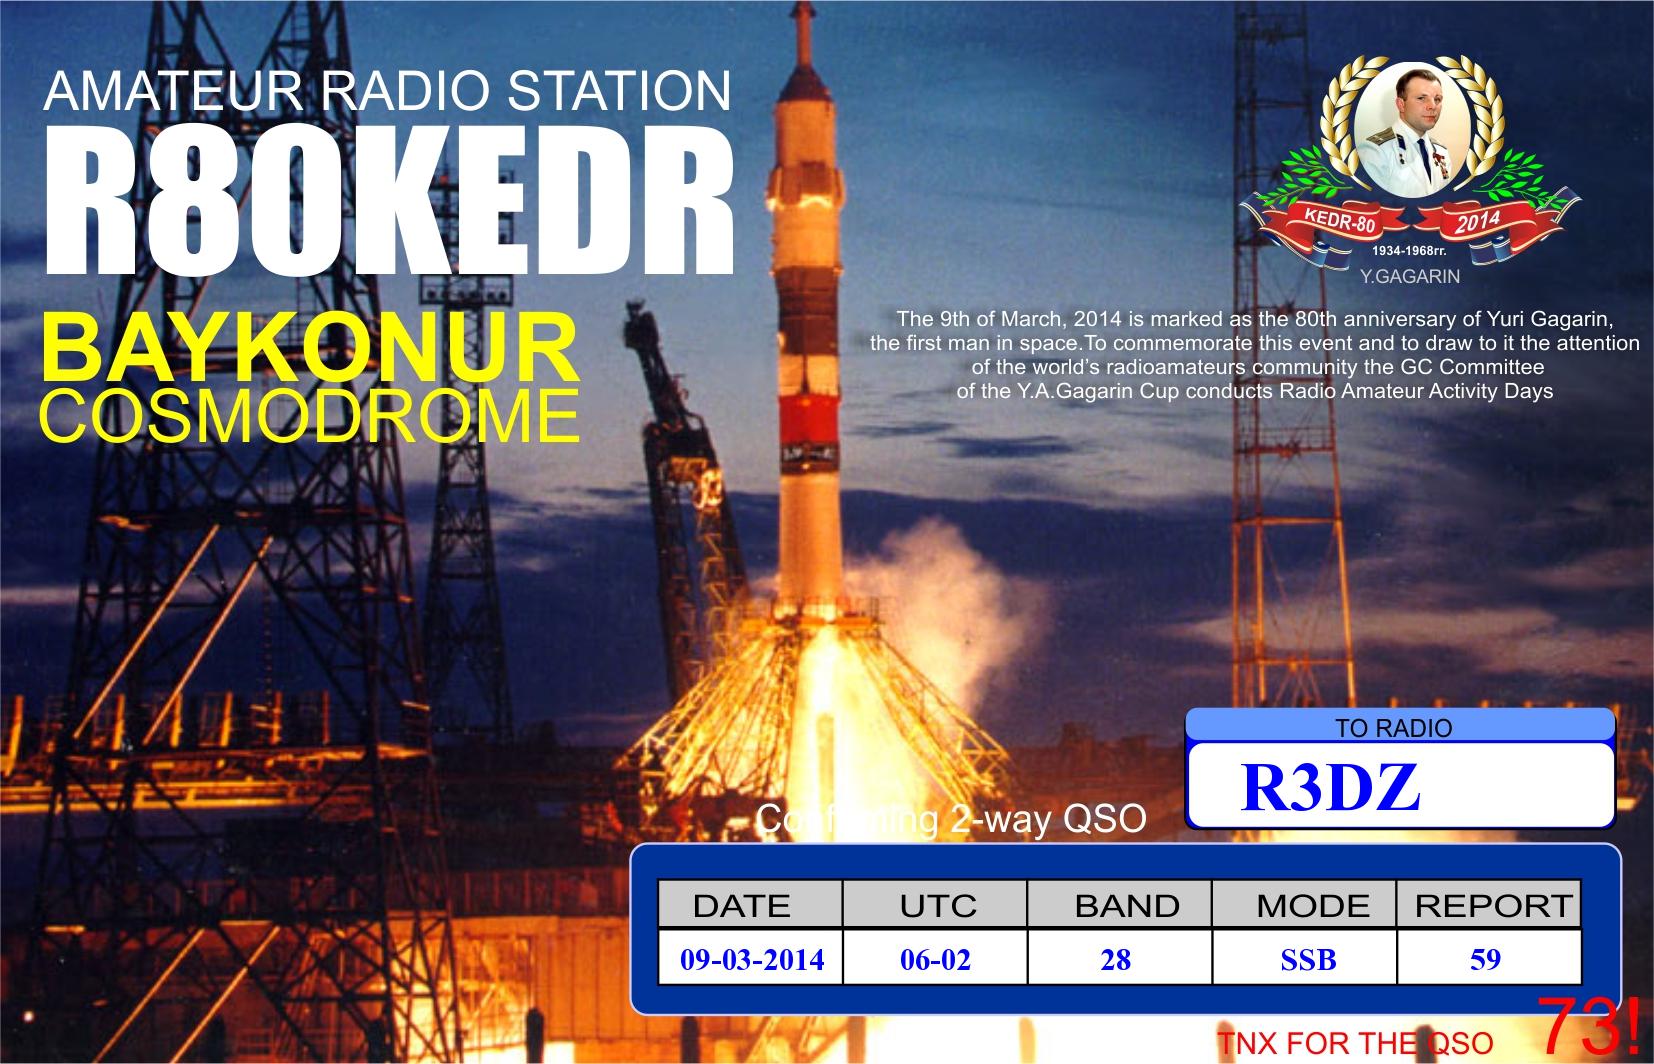 AMATEUR RADIO STATION
R80KEDR
BAYKONUR
COSMODROME
KEDR-80 2014
1934-1968гг.
Y.GAGARIN
The 9th of March, 2014 is marked as the 80th anniversary of Yuri Gagarin,
the first man in space.To commemorate this event and to draw to it the attention
of the world's radioamateurs community the GC Committee
of the Y.A.Gagarin Cup conducts Radio Amateur Activity Days
TO RADIO
R3DZ
Confirming 2-way QSO
DATE UTC BAND MODE REPORT
09-03-2014 06-02 28 SSB 59
TNX FOR THE QSO 73!